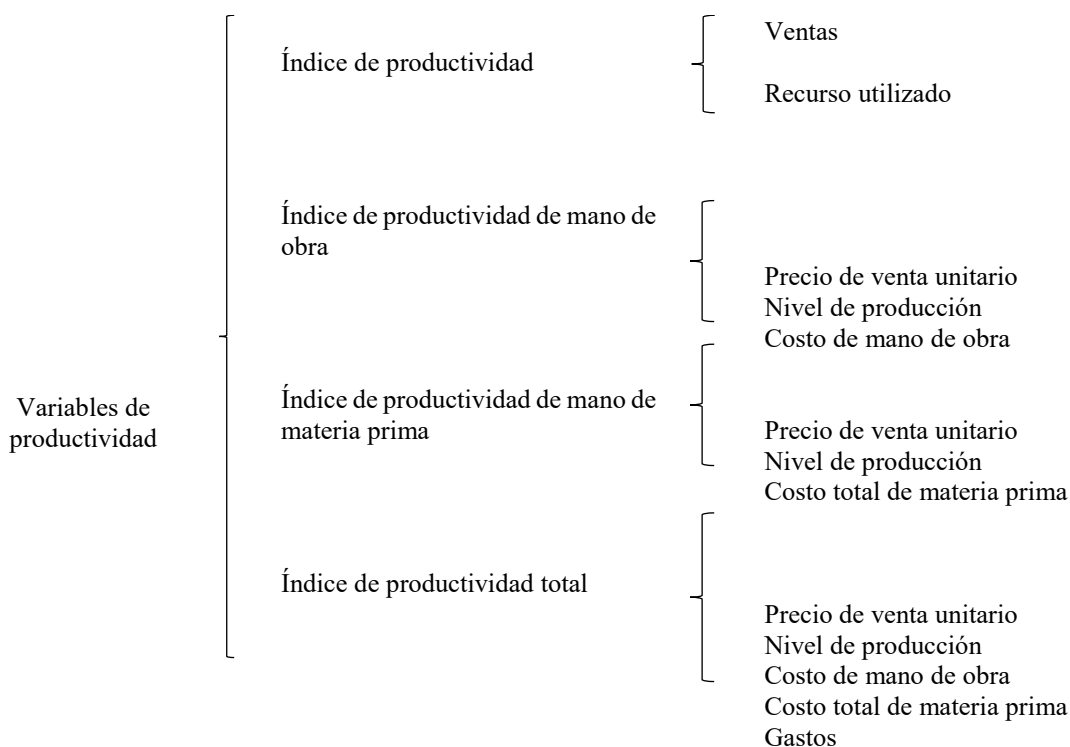 Variables de
productividad
Índice de productividad
Ventas
Recurso utilizado
Índice de productividad de mano de
obra
Precio de venta unitario
Nivel de producción
Costo de mano de obra
Índice de productividad de mano de
materia prima
Precio de venta unitario
Nivel de producción
Costo total de materia prima
Índice de productividad total
Precio de venta unitario
Nivel de producción
Costo de mano de obra
Costo total de materia prima
Gastos